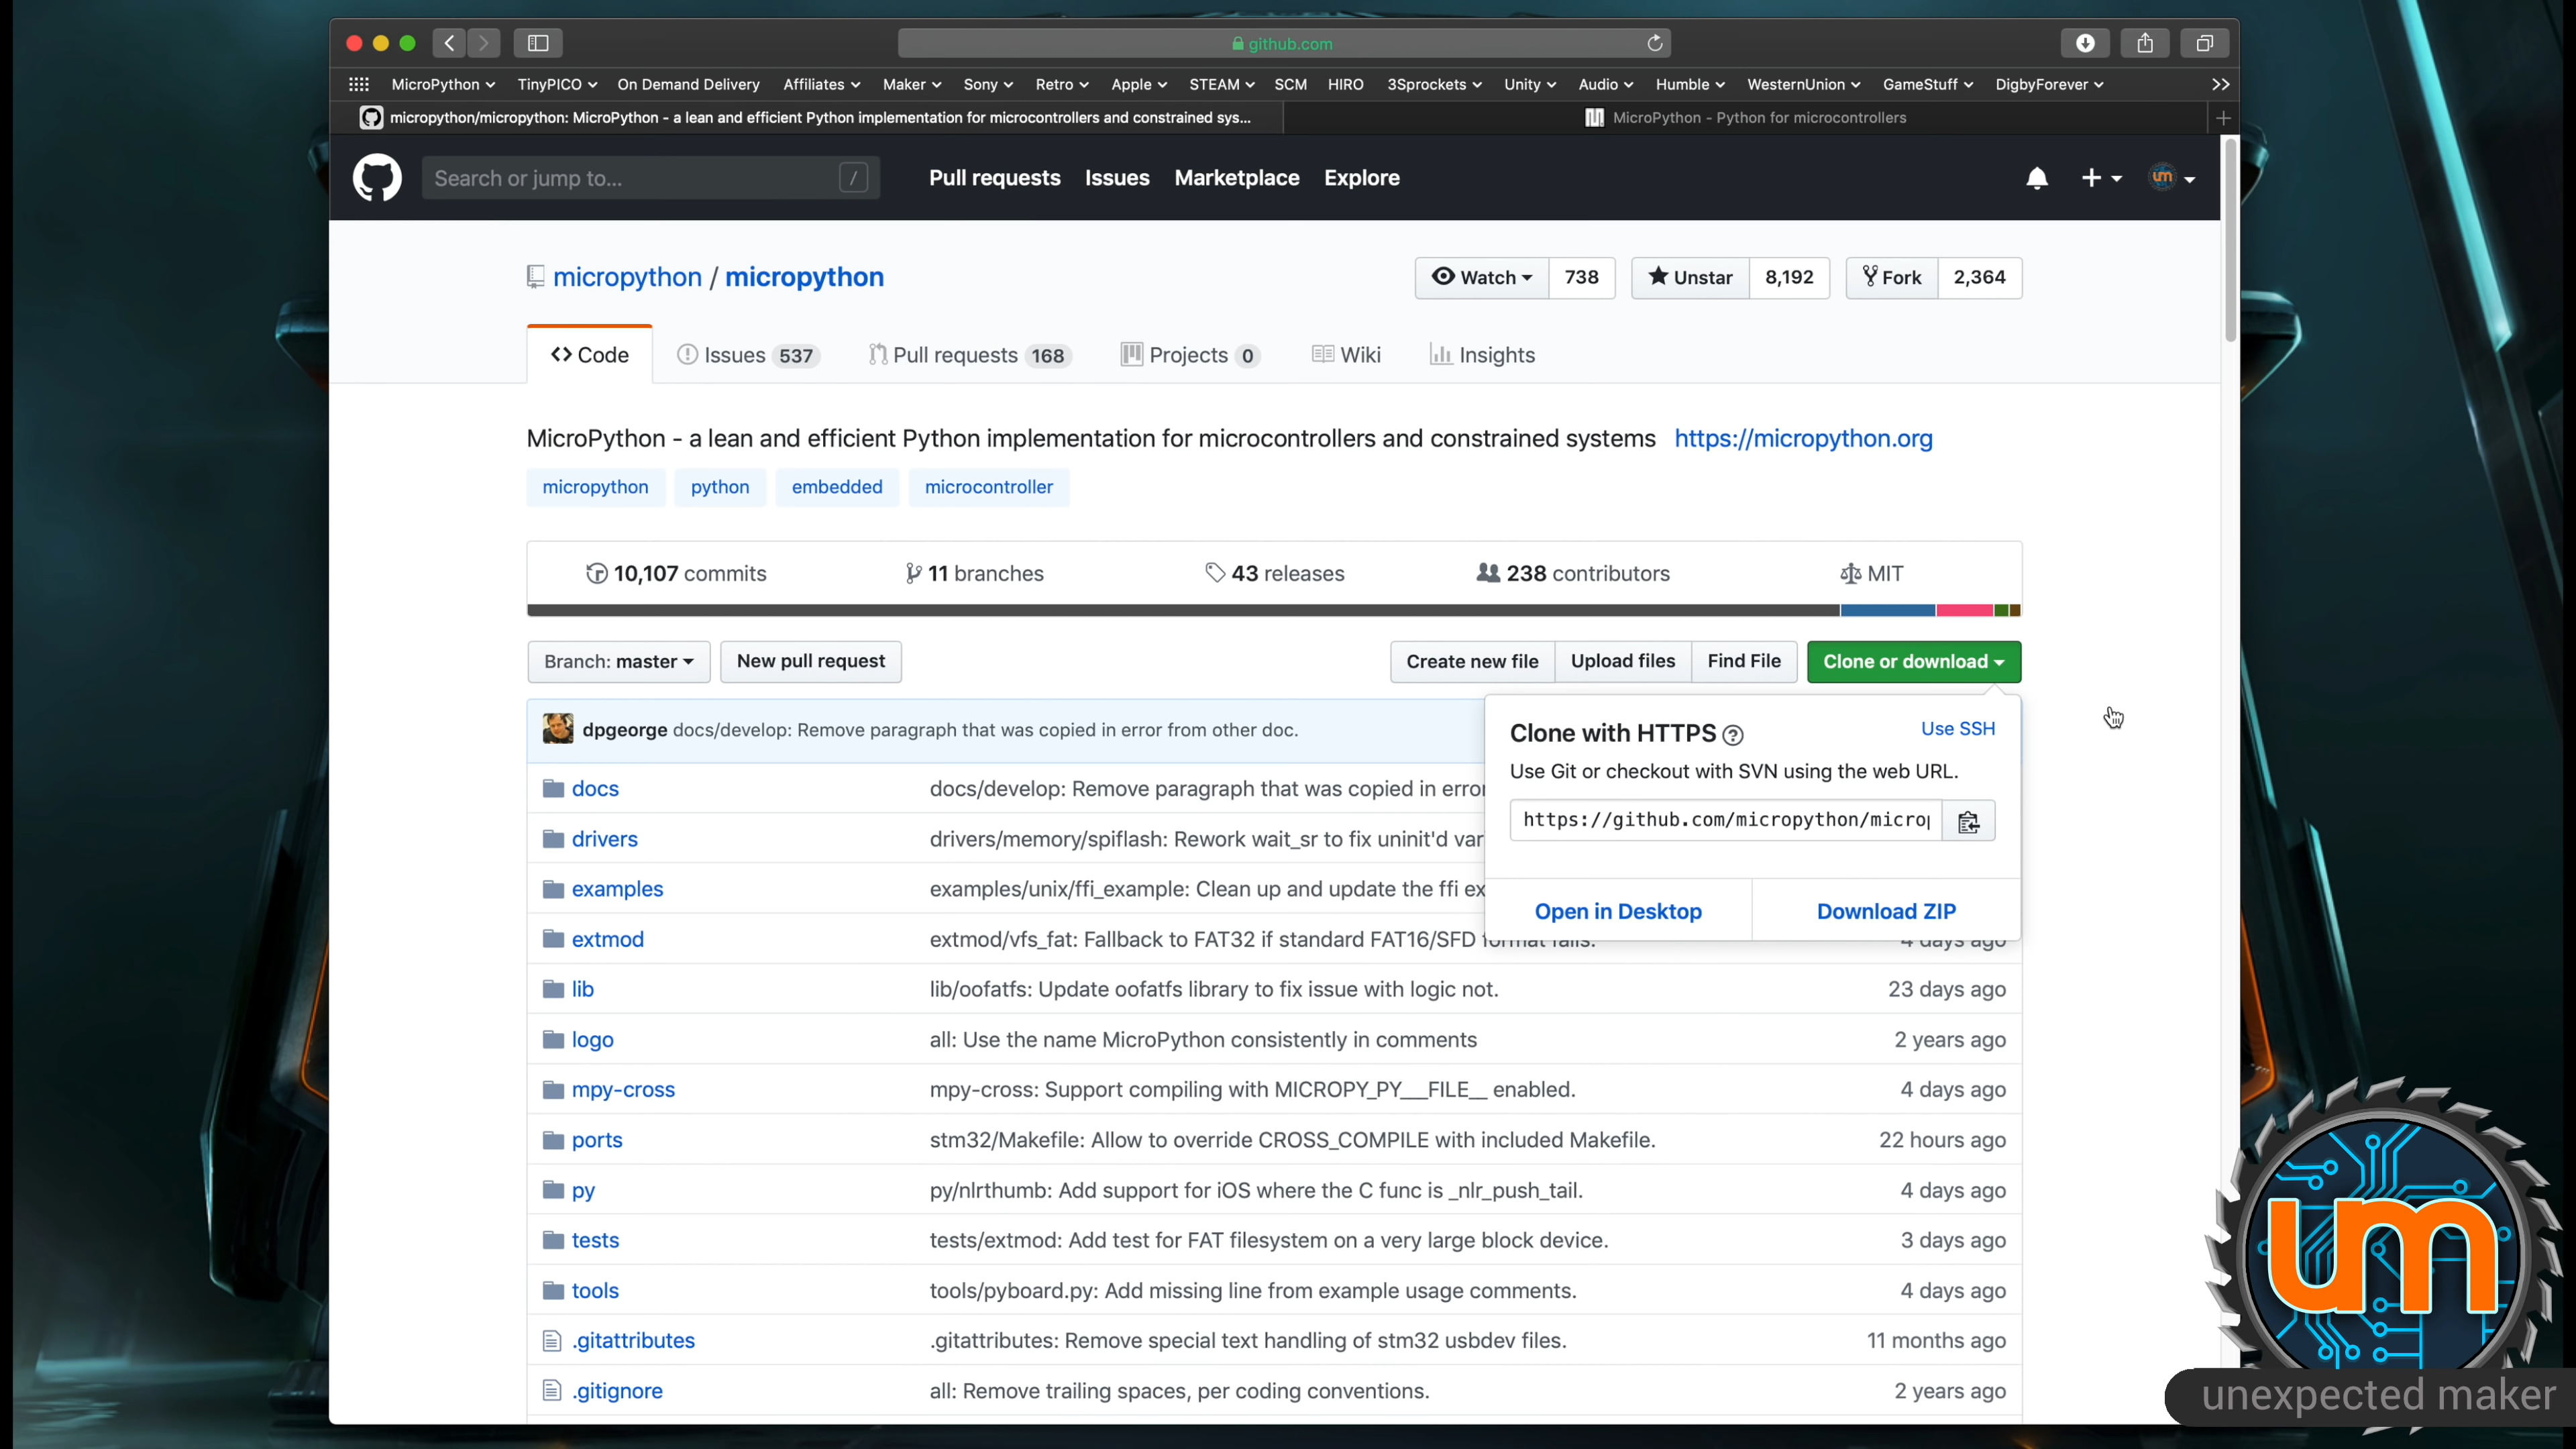 github.com
MicroPython TinyPICO On Demand Delivery Affiliates Maker Sony Retro Apple STEAM SCM HIRO 3Sprockets Unity Audio Humble WesternUnion GameStuff DigbyForever
micropython/micropython: MicroPython - a lean and efficient Python implementation for microcontrollers and constrained sys... MicroPython - Python for microcontrollers
Search or jump to... / Pull requests Issues Marketplace Explore um
micropython / micropython Watch 738 Unstar 8,192 Fork 2,364
Code Issues 537 Pull requests 168 Projects 0 Wiki Insights
MicroPython - a lean and efficient Python implementation for microcontrollers and constrained systems https://micropython.org
micropython python embedded microcontroller
10,107 commits 11 branches 43 releases 238 contributors MIT
Branch: master New pull request Create new file Upload files Find File Clone or download
dpgeorge docs/develop: Remove paragraph that was copied in error from other doc.
Clone with HTTPS ? Use SSH
Use Git or checkout with SVN using the web URL.
https://github.com/micropython/microp
Open in Desktop Download ZIP
docs docs/develop: Remove paragraph that was copied in error
drivers drivers/memory/spiflash: Rework wait_sr to fix uninit'd var
examples examples/unix/ffi_example: Clean up and update the ffi ex
extmod extmod/vfs_fat: Fallback to FAT32 if standard FAT16/SFD format fails. 4 days ago
lib lib/oofatfs: Update oofatfs library to fix issue with logic not. 23 days ago
logo all: Use the name MicroPython consistently in comments 2 years ago
mpy-cross mpy-cross: Support compiling with MICROPY_PY___FILE__ enabled. 4 days ago
ports stm32/Makefile: Allow to override CROSS_COMPILE with included Makefile. 22 hours ago
py py/nlrthumb: Add support for iOS where the C func is _nlr_push_tail. 4 days ago
tests tests/extmod: Add test for FAT filesystem on a very large block device. 3 days ago
tools tools/pyboard.py: Add missing line from example usage comments. 4 days ago
.gitattributes .gitattributes: Remove special text handling of stm32 usbdev files. 11 months ago
.gitignore all: Remove trailing spaces, per coding conventions. 2 years ago
um
unexpected maker